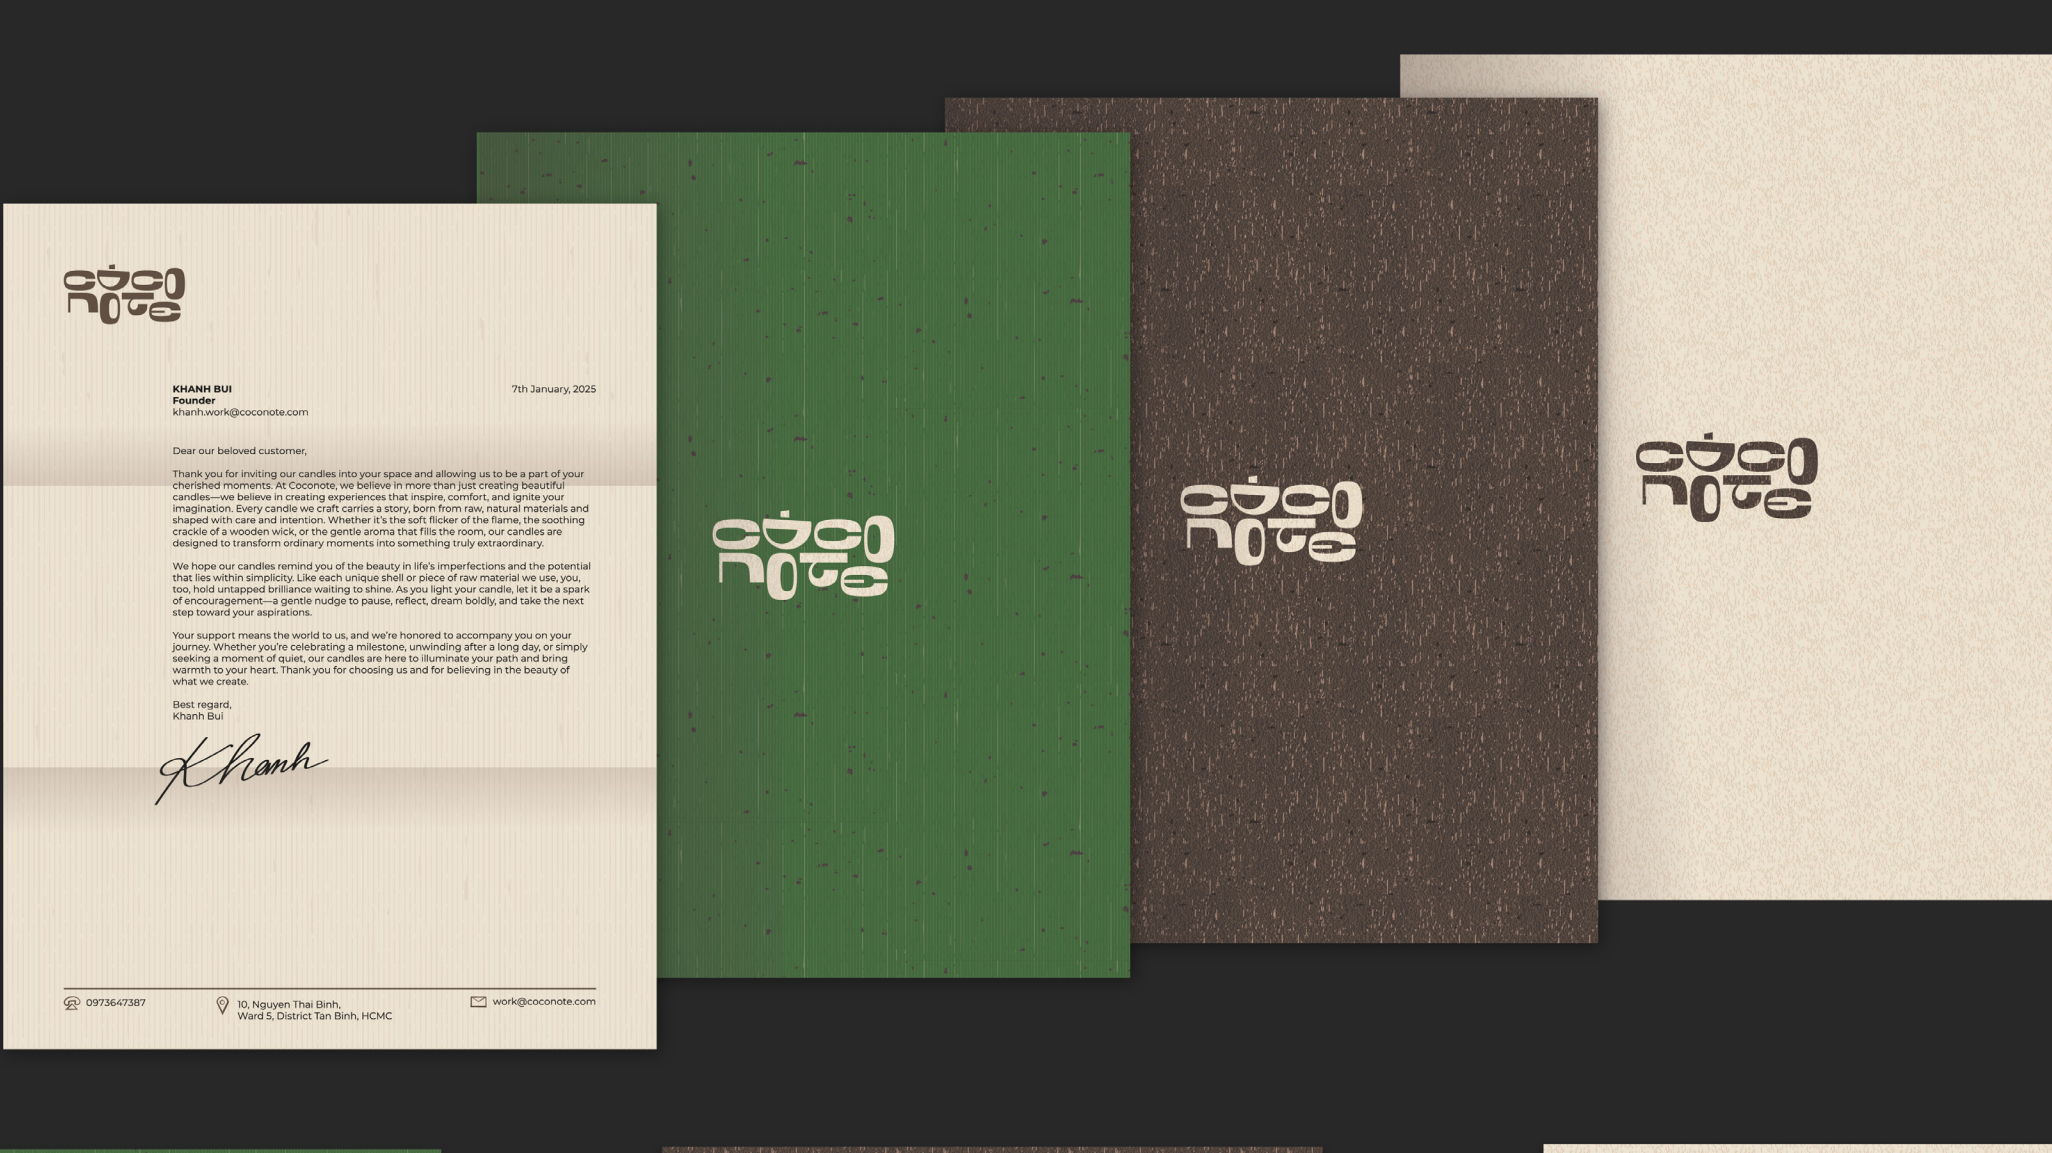 COCO
NOTE
KHANH BUI
Founder
khanh.work@coconote.com
7th January, 2025
Dear our beloved customer,
Thank you for inviting our candles into your space and allowing us to be a part of your
cherished moments. At Coconote, we believe in more than just creating beautiful
candles—we believe in creating experiences that inspire, comfort, and ignite your
imagination. Every candle we craft carries a story, born from raw, natural materials and
shaped with care and intention. Whether it's the soft flicker of the flame, the soothing
crackle of a wooden wick, or the gentle aroma that fills the room, our candles are
designed to transform ordinary moments into something truly extraordinary.
We hope our candles remind you of the beauty in life's imperfections and the potential
that lies within simplicity. Like each unique shell or piece of raw material we use, you,
too, hold untapped brilliance waiting to shine. As you light your candle, let it be a spark
of encouragement—a gentle nudge to pause, reflect, dream boldly, and take the next
step toward your aspirations.
Your support means the world to us, and we're honored to accompany you on your
journey. Whether you're celebrating a milestone, unwinding after a long day, or simply
seeking a moment of quiet, our candles are here to illuminate your path and bring
warmth to your heart. Thank you for choosing us and for believing in the beauty of
what we create.
Best regard,
Khanh Bui
Khanh
0973647387
10, Nguyen Thai Binh,
Ward 5, District Tan Binh, HCMC
work@coconote.com
COCO
NOTE
COCO
NOTE
COCO
NOTE